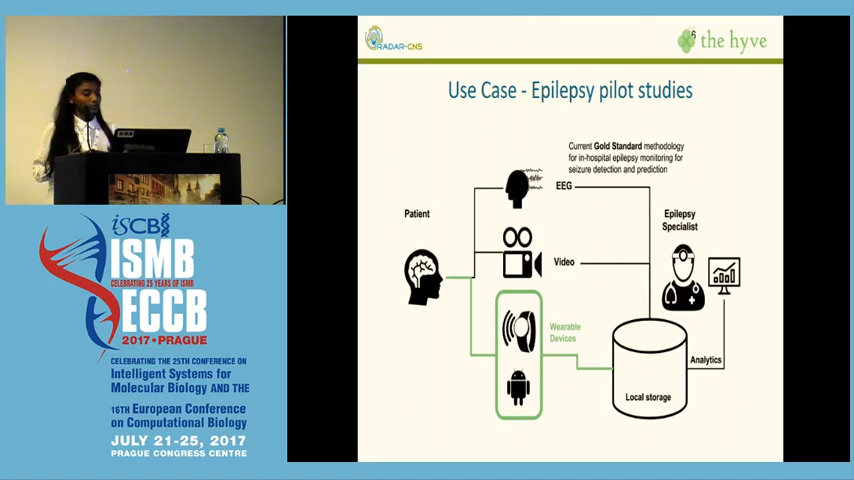 RADAR-CNS
6
the hyve
Use Case - Epilepsy pilot studies
Current Gold Standard methodology
for in-hospital epilepsy monitoring for
seizure detection and prediction
EEG
Patient
Epilepsy
Specialist
Video
Wearable
Devices
Analytics
Local storage
iSCB
ISMB
CELEBRATING 25 YEARS OF ISMB
ECCB
2017 • PRAGUE
CELEBRATING THE 25TH CONFERENCE ON
Intelligent Systems for
Molecular Biology AND THE
16TH European Conference
on Computational Biology
JULY 21-25, 2017
PRAGUE CONGRESS CENTRE